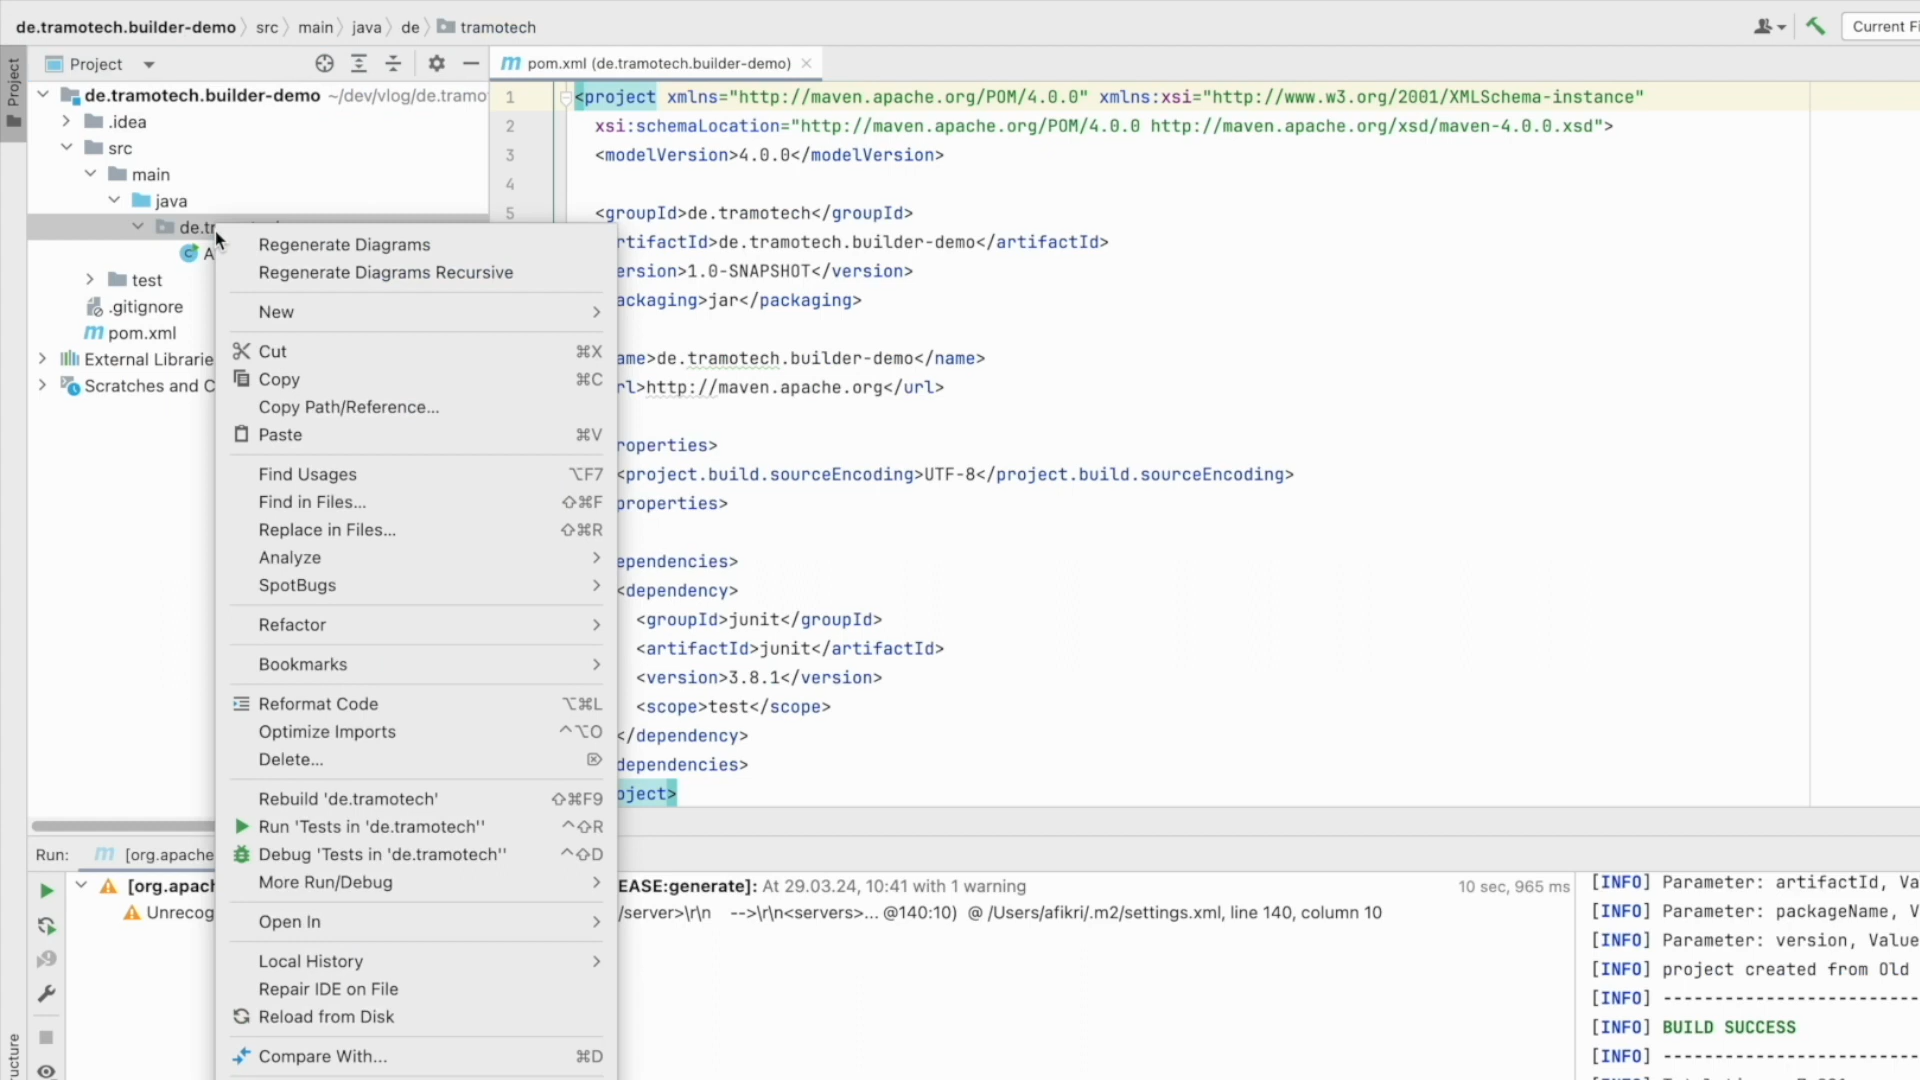 de.tramotech.builder-demo src main java de tramotech
Current Fi
Project
Project
pom.xml (de.tramotech.builder-demo)
de.tramotech.builder-demo ~/dev/vlog/de.tramo
.idea
src
main
java
de.tr
A
test
.gitignore
pom.xml
External Librarie
Scratches and C
1 <project xmlns="http://maven.apache.org/POM/4.0.0" xmlns:xsi="http://www.w3.org/2001/XMLSchema-instance"
2 xsi:schemaLocation="http://maven.apache.org/POM/4.0.0 http://maven.apache.org/xsd/maven-4.0.0.xsd">
3 <modelVersion>4.0.0</modelVersion>
4
5 <groupId>de.tramotech</groupId>
rtifactId>de.tramotech.builder-demo</artifactId>
ersion>1.0-SNAPSHOT</version>
ackaging>jar</packaging>
ame>de.tramotech.builder-demo</name>
rl>http://maven.apache.org</url>
roperties>
<project.build.sourceEncoding>UTF-8</project.build.sourceEncoding>
properties>
ependencies>
<dependency>
<groupId>junit</groupId>
<artifactId>junit</artifactId>
<version>3.8.1</version>
<scope>test</scope>
</dependency>
dependencies>
oject>
Regenerate Diagrams
Regenerate Diagrams Recursive
New
Cut ⌘X
Copy ⌘C
Copy Path/Reference...
Paste ⌘V
Find Usages ⌥F7
Find in Files... ⇧⌘F
Replace in Files... ⇧⌘R
Analyze
SpotBugs
Refactor
Bookmarks
Reformat Code ⌥⌘L
Optimize Imports ^⌥O
Delete... ⌦
Rebuild 'de.tramotech' ⇧⌘F9
Run 'Tests in 'de.tramotech'' ^⇧R
Debug 'Tests in 'de.tramotech'' ^⇧D
More Run/Debug
Open In
Local History
Repair IDE on File
Reload from Disk
Compare With... ⌘D
Run: [org.apache
[org.apach EASE:generate]: At 29.03.24, 10:41 with 1 warning 10 sec, 965 ms
Unrecog /server>\r\n -->\r\n<servers>... @140:10) @ /Users/afikri/.m2/settings.xml, line 140, column 10
[INFO] Parameter: artifactId, Va
[INFO] Parameter: packageName, V
[INFO] Parameter: version, Value
[INFO] project created from Old
[INFO] -------------------------
[INFO] BUILD SUCCESS
[INFO] -------------------------
ucture